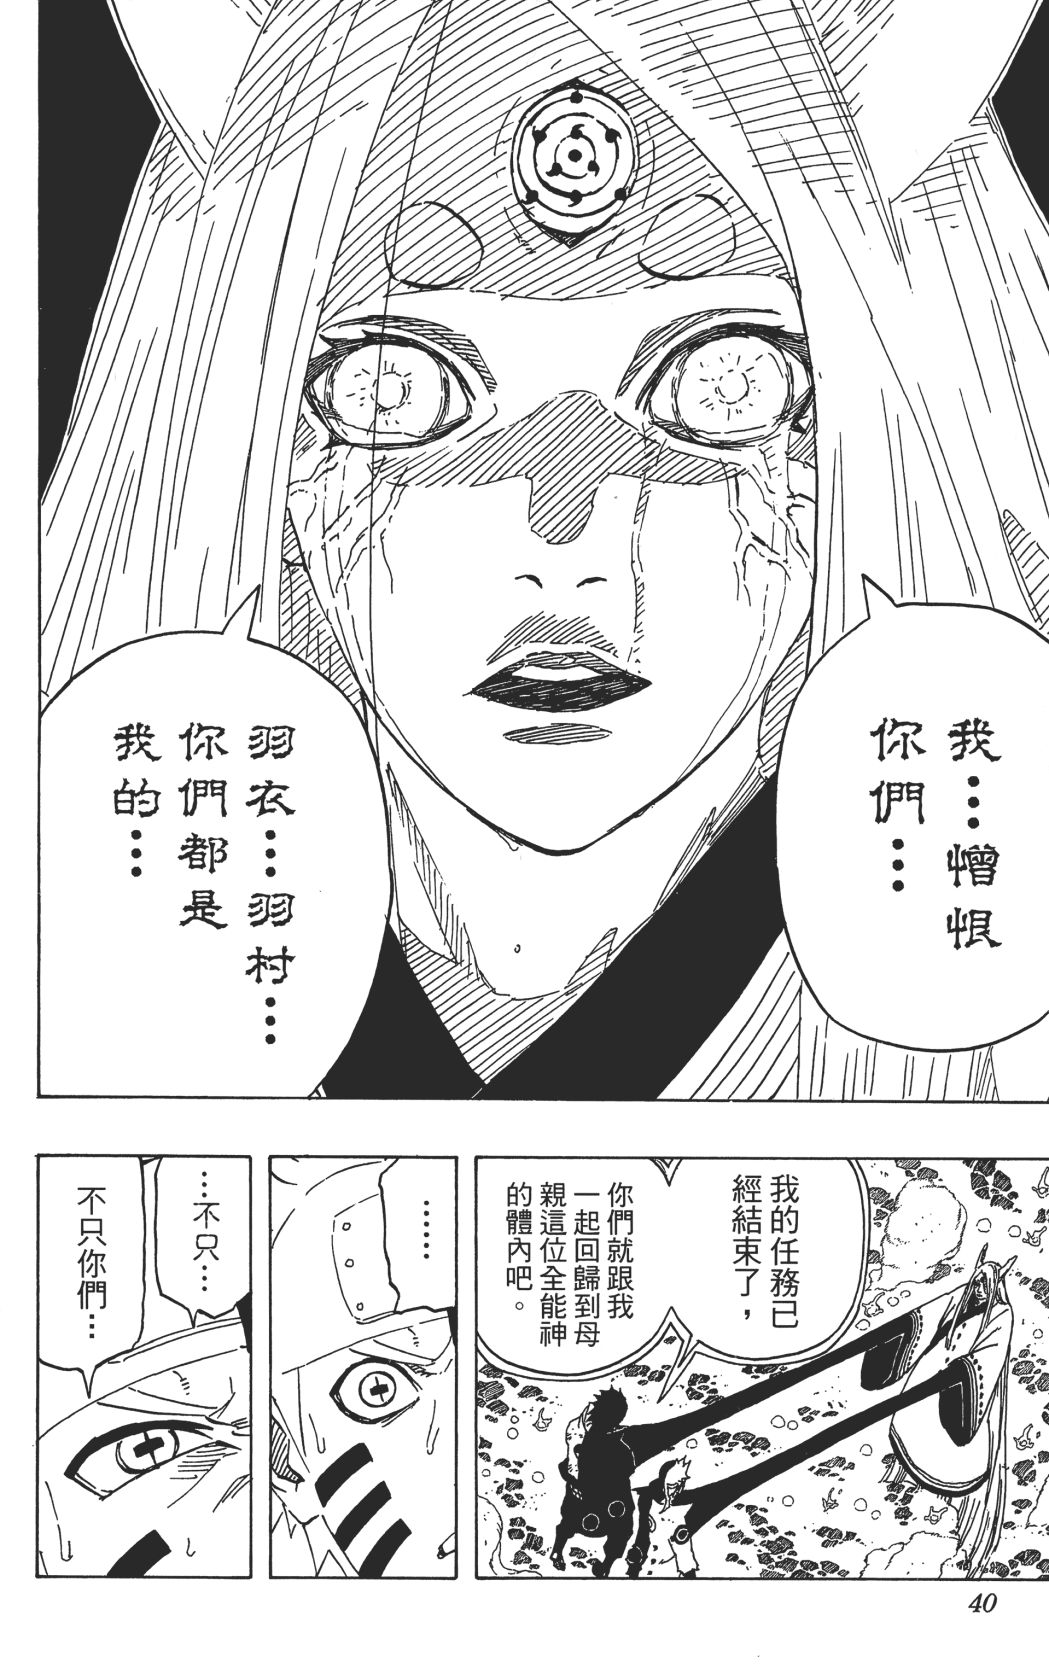 我…憎恨
你們…
羽衣…羽村…
你們都是
我的…
我的任務已
經結束了，
你們就跟我
一起回歸到母
親這位全能神
的體內吧。
……
…不只…
不只你們…
40